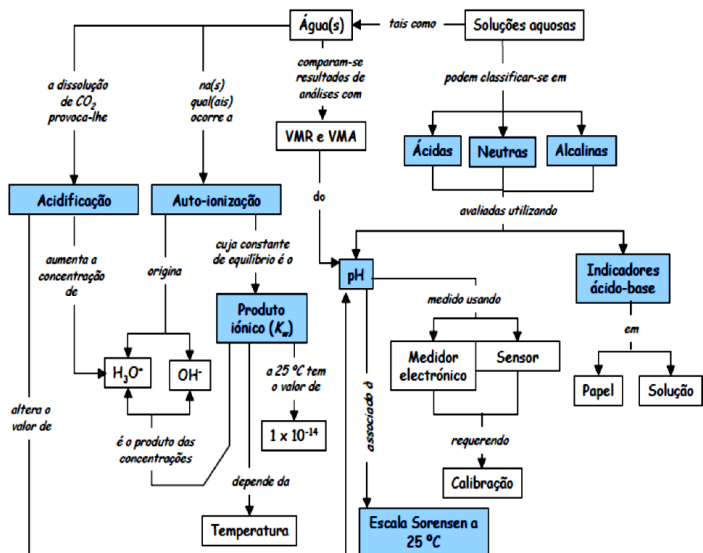 Água(s)
tais como
Soluções aquosas
a dissolução
de CO₂
provoca-lhe
na(s)
qual(ais)
ocorre a
comparam-se
resultados de
análises com
podem classificar-se em
VMR e VMA
Ácidas
Neutras
Alcalinas
Acidificação
Auto-ionização
do
avaliadas utilizando
aumenta a
concentração
de
origina
cuja constante
de equilíbrio é o
pH
Indicadores
ácido-base
medido usando
Produto
iónico (Kw)
em
H₃O⁺
OH⁻
a 25 ºC tem
o valor de
Medidor
electrónico
Sensor
Papel
Solução
altera o
valor de
é o produto das
concentrações
1 x 10⁻¹⁴
associado à
requerendo
depende da
Calibração
Temperatura
Escala Sorensen a
25 ºC